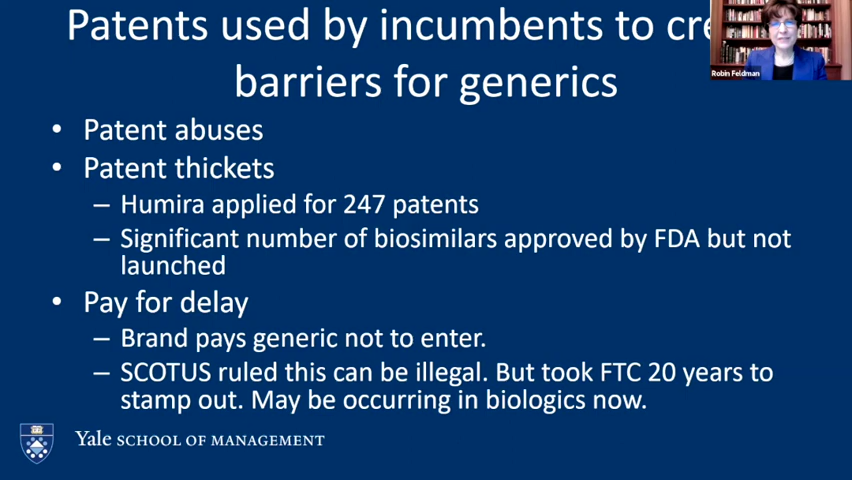 Patents used by incumbents to cre
barriers for generics
Robin Feldman
• Patent abuses
• Patent thickets
– Humira applied for 247 patents
– Significant number of biosimilars approved by FDA but not
launched
• Pay for delay
– Brand pays generic not to enter.
– SCOTUS ruled this can be illegal. But took FTC 20 years to
stamp out. May be occurring in biologics now.
Yale SCHOOL OF MANAGEMENT